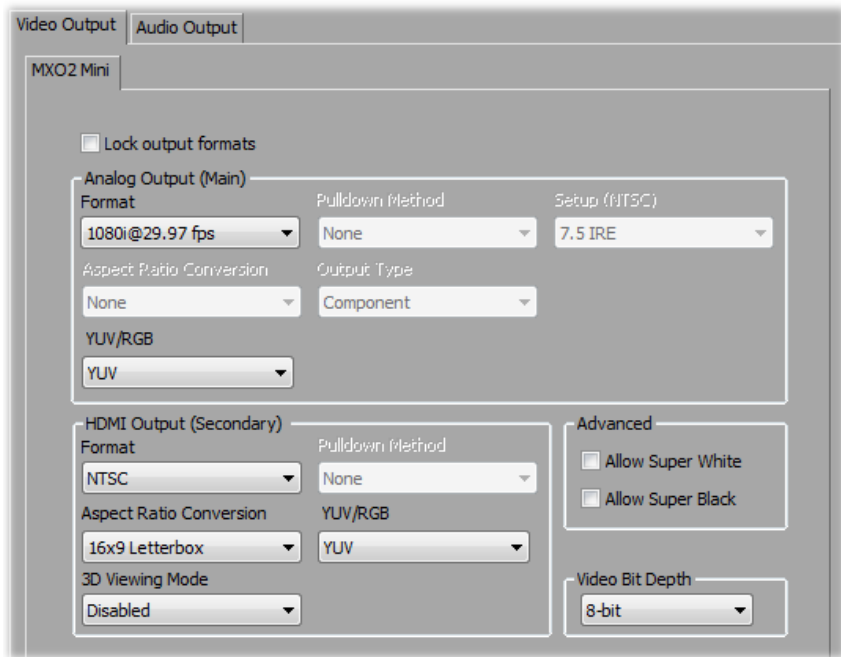 Video Output
Audio Output
MXO2 Mini
Lock output formats
Analog Output (Main)
Format
Pulldown Method
Setup (NTSC)
1080i@29.97 fps
None
7.5 IRE
Aspect Ratio Conversion
Output Type
None
Component
YUV/RGB
YUV
HDMI Output (Secondary)
Format
Pulldown Method
NTSC
None
Aspect Ratio Conversion
YUV/RGB
16x9 Letterbox
YUV
3D Viewing Mode
Disabled
Advanced
Allow Super White
Allow Super Black
Video Bit Depth
8-bit